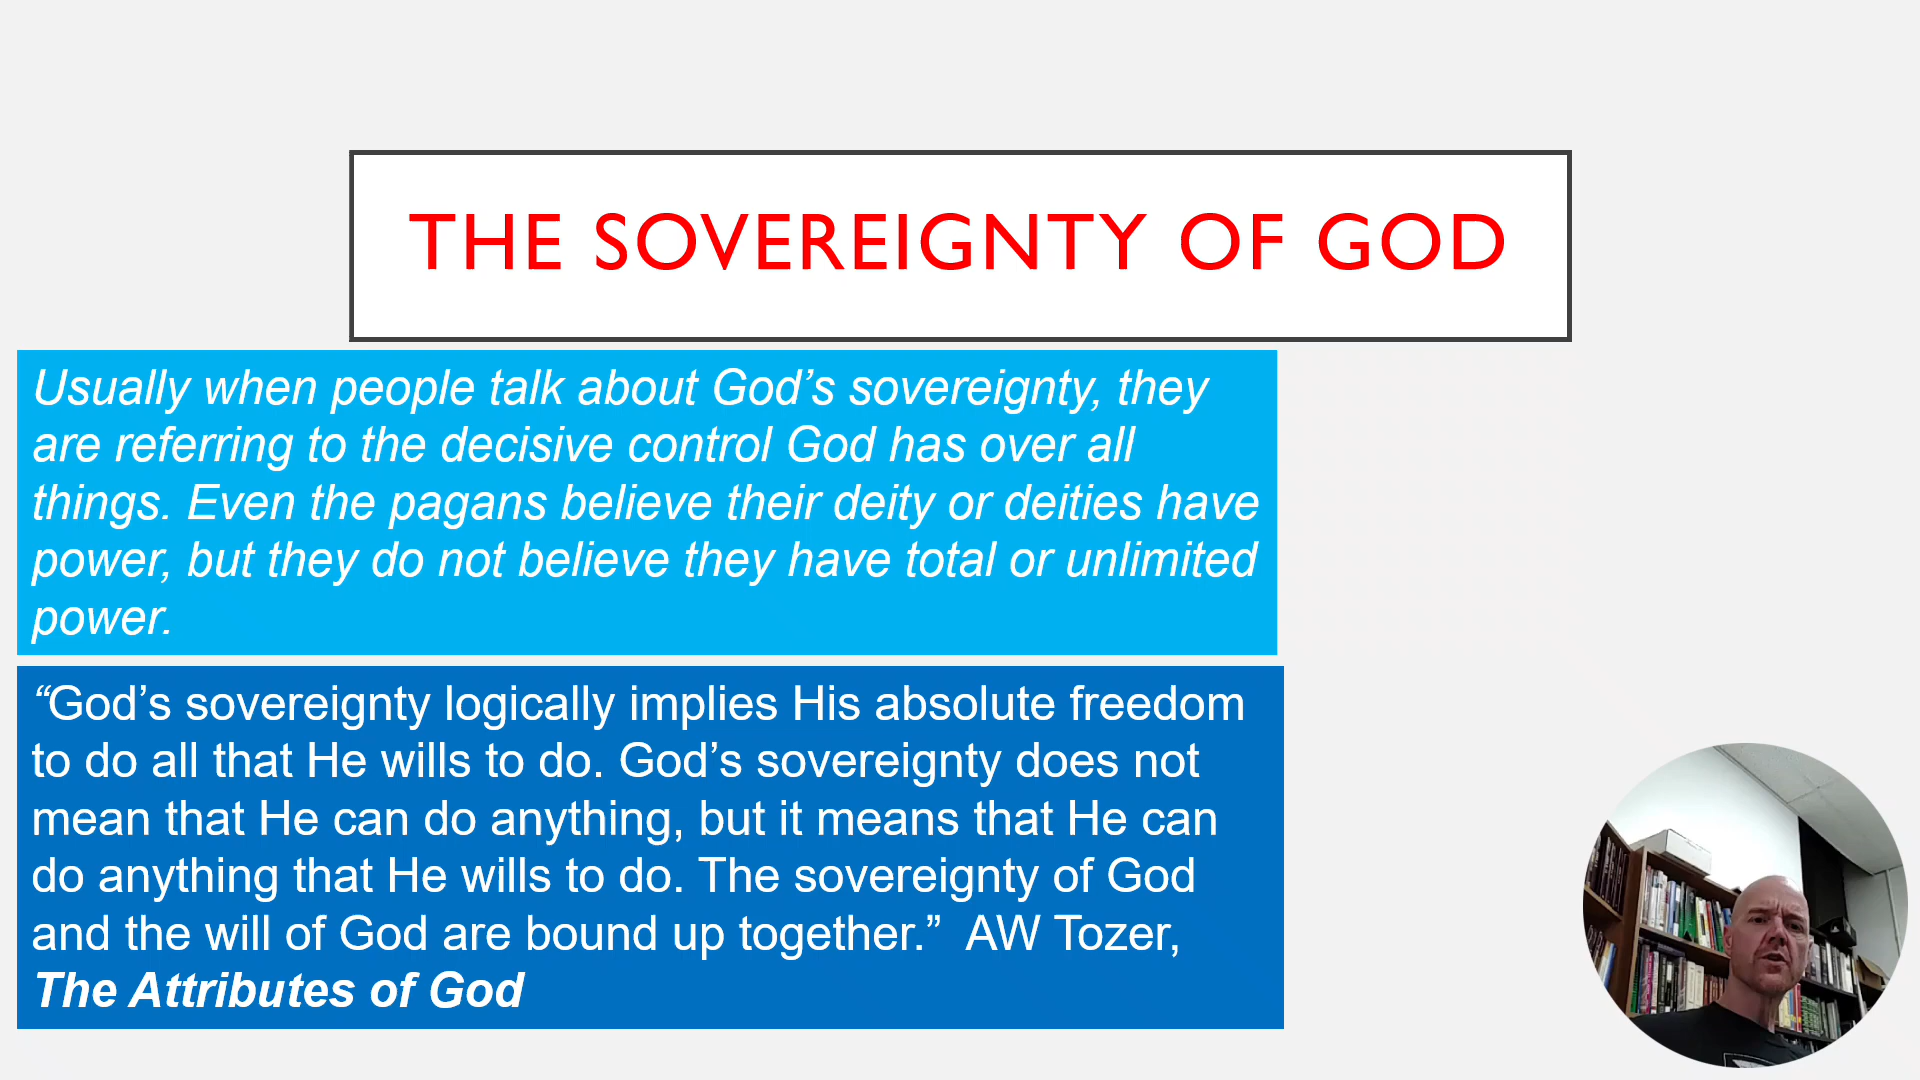 THE SOVEREIGNTY OF GOD
Usually when people talk about God’s sovereignty, they
are referring to the decisive control God has over all
things. Even the pagans believe their deity or deities have
power, but they do not believe they have total or unlimited
power.
“God’s sovereignty logically implies His absolute freedom
to do all that He wills to do. God’s sovereignty does not
mean that He can do anything, but it means that He can
do anything that He wills to do. The sovereignty of God
and the will of God are bound up together.” AW Tozer,
The Attributes of God